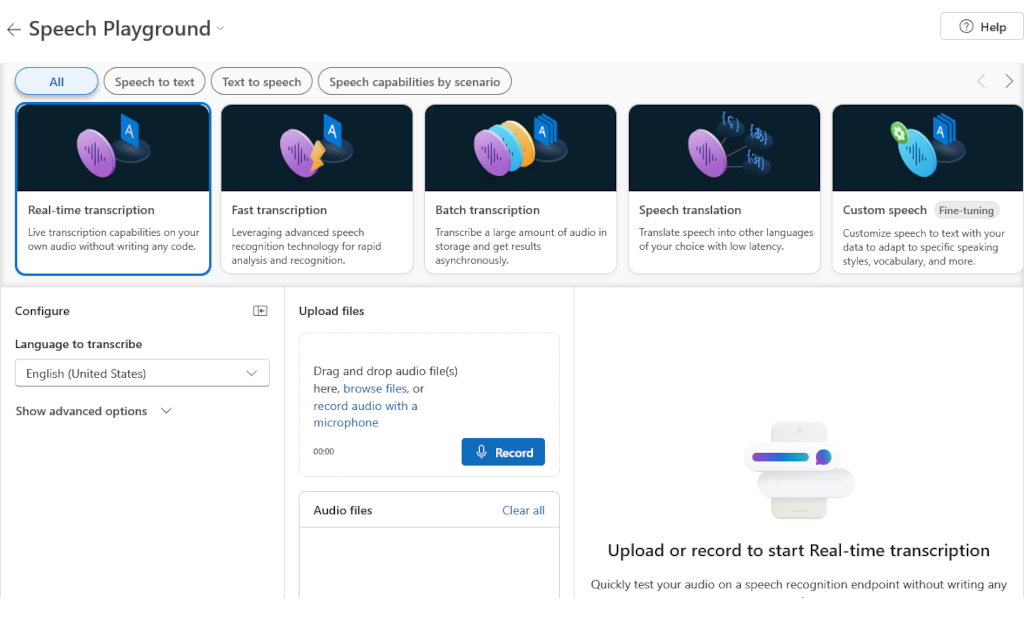 Speech Playground
Help
All
Speech to text
Text to speech
Speech capabilities by scenario
A
Real-time transcription
Live transcription capabilities on your
own audio without writing any code.
A
Fast transcription
Leveraging advanced speech
recognition technology for rapid
analysis and recognition.
A
Batch transcription
Transcribe a large amount of audio in
storage and get results
asynchronously.
{ç}
{あ}
{अ}
Speech translation
Translate speech into other languages
of your choice with low latency.
A
Custom speech Fine-tuning
Customize speech to text with your
data to adapt to specific speaking
styles, vocabulary, and more.
Configure
Language to transcribe
English (United States)
Show advanced options
Upload files
Drag and drop audio file(s)
here, browse files, or
record audio with a
microphone
00:00
Record
Audio files
Clear all
Upload or record to start Real-time transcription
Quickly test your audio on a speech recognition endpoint without writing any